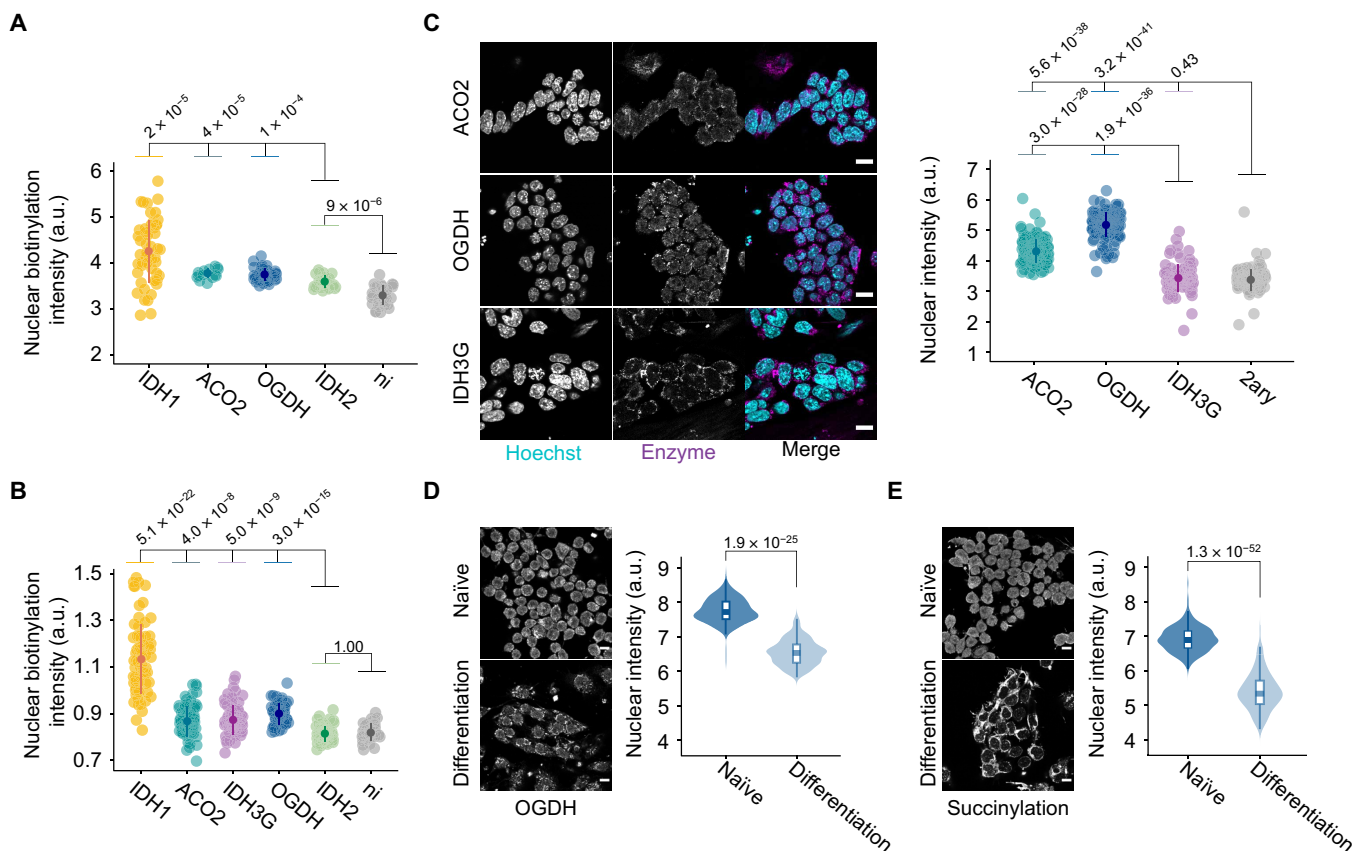 A
2 × 10⁻⁵
4 × 10⁻⁵
1 × 10⁻⁴
9 × 10⁻⁶
Nuclear biotinylation
intensity (a.u.)
6
5
4
3
2
IDH1
ACO2
OGDH
IDH2
ni
B
5.1 × 10⁻²²
4.0 × 10⁻⁸
5.0 × 10⁻⁹
3.0 × 10⁻¹⁵
1.00
Nuclear biotinylation
intensity (a.u.)
1.5
1.3
1.1
0.9
0.7
IDH1
ACO2
IDH3G
OGDH
IDH2
ni
C
ACO2
OGDH
IDH3G
Hoechst
Enzyme
Merge
5.6 × 10⁻³⁸
3.2 × 10⁻⁴¹
0.43
3.0 × 10⁻²⁸
1.9 × 10⁻³⁶
Nuclear intensity (a.u.)
7
6
5
4
3
2
1
ACO2
OGDH
IDH3G
2ary
D
Naïve
Differentiation
OGDH
1.9 × 10⁻²⁵
Nuclear intensity (a.u.)
9
8
7
6
5
4
Naïve
Differentiation
E
Naïve
Differentiation
Succinylation
1.3 × 10⁻⁵²
Nuclear intensity (a.u.)
9
8
7
6
5
4
Naïve
Differentiation